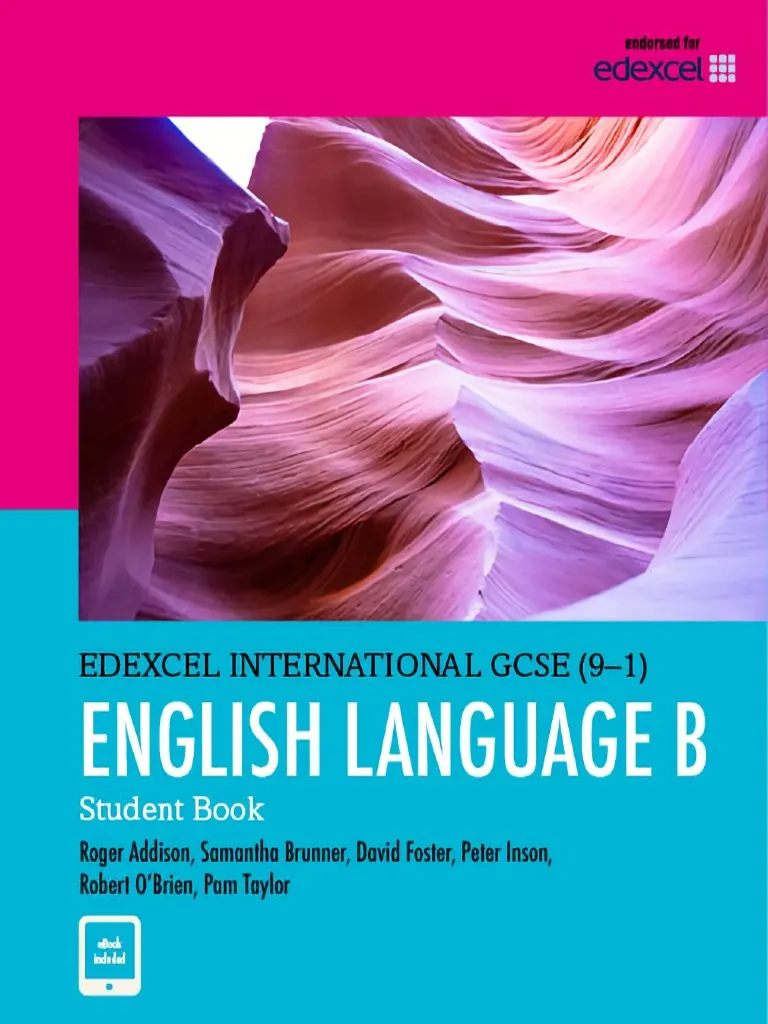 endorsed for
edexcel
EDEXCEL INTERNATIONAL GCSE (9–1)
ENGLISH LANGUAGE B
Student Book
Roger Addison, Samantha Brunner, David Foster, Peter Inson,
Robert O'Brien, Pam Taylor
eBook
included